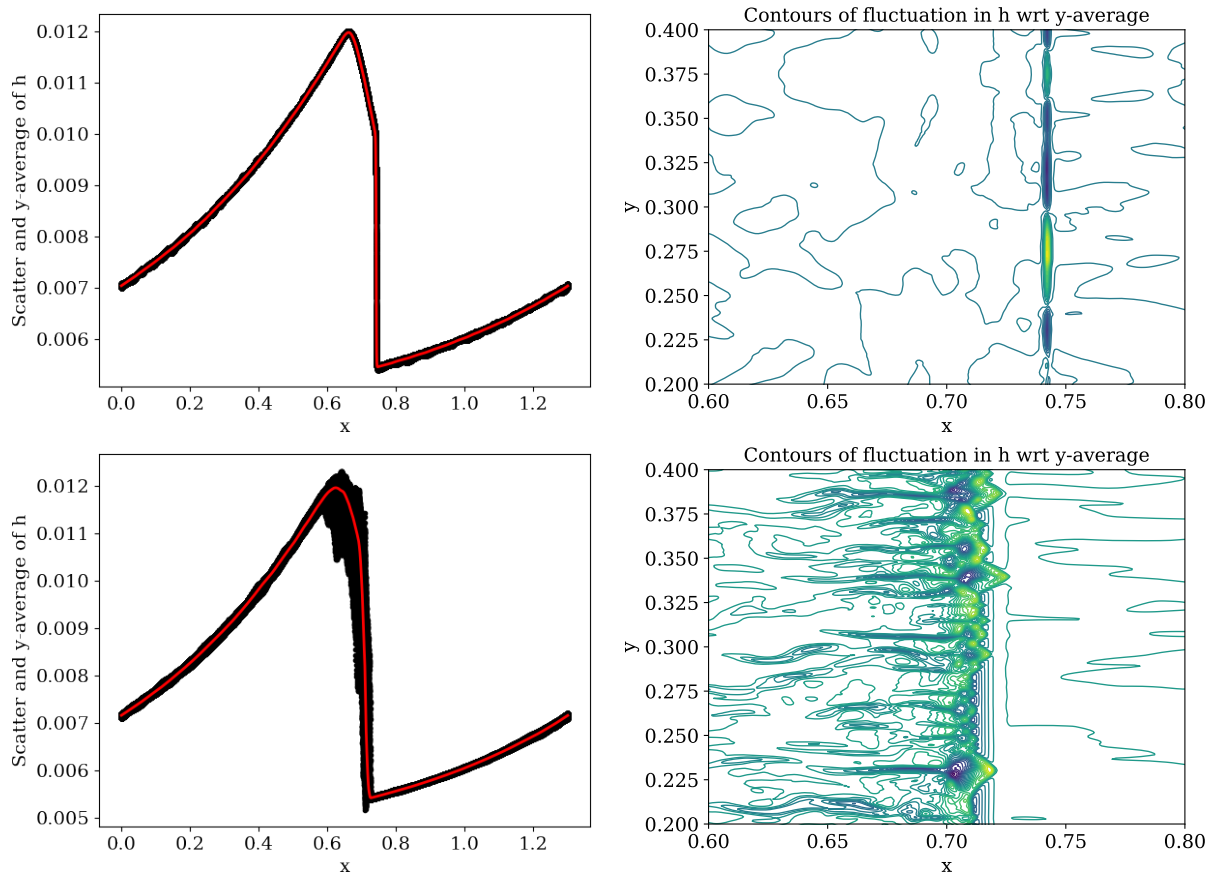 Scatter and y-average of h
0.012
0.011
0.010
0.009
0.008
0.007
0.006
0.0 0.2 0.4 0.6 0.8 1.0 1.2
x
Contours of fluctuation in h wrt y-average
y
0.400
0.375
0.350
0.325
0.300
0.275
0.250
0.225
0.200
0.60 0.65 0.70 0.75 0.80
x
Scatter and y-average of h
0.012
0.011
0.010
0.009
0.008
0.007
0.006
0.005
0.0 0.2 0.4 0.6 0.8 1.0 1.2
x
Contours of fluctuation in h wrt y-average
y
0.400
0.375
0.350
0.325
0.300
0.275
0.250
0.225
0.200
0.60 0.65 0.70 0.75 0.80
x